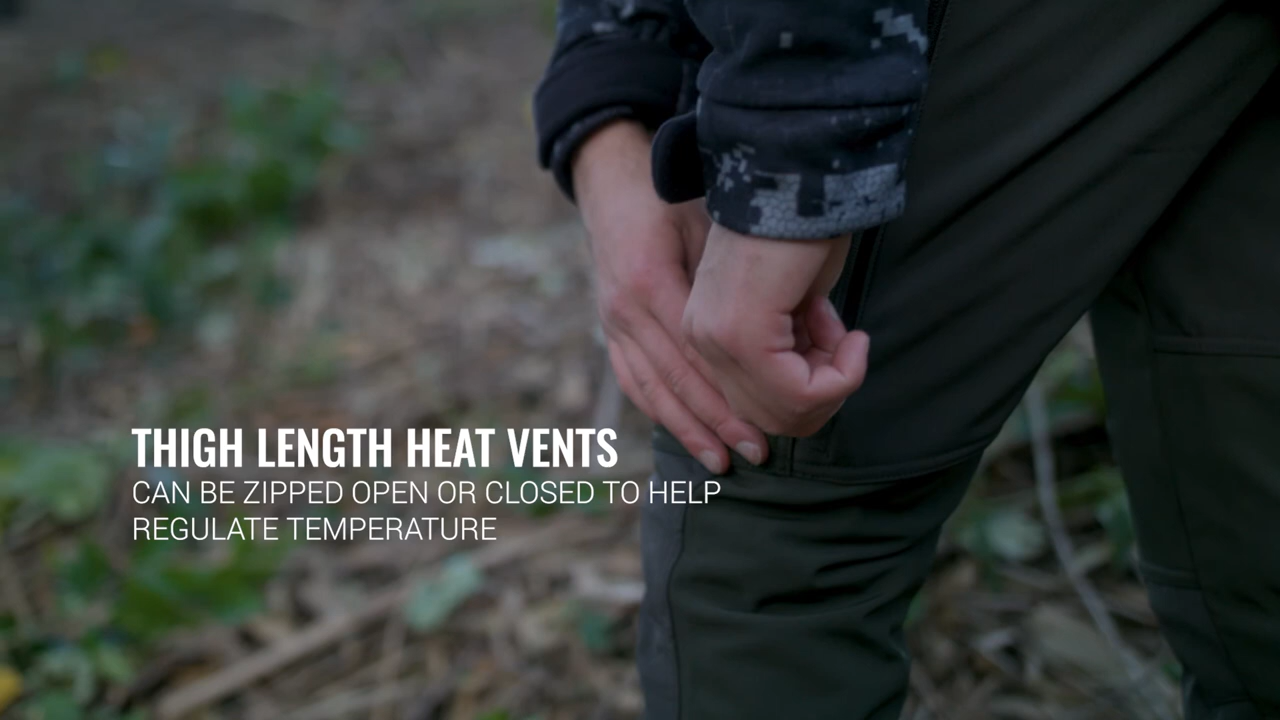 THIGH LENGTH HEAT VENTS
CAN BE ZIPPED OPEN OR CLOSED TO HELP
REGULATE TEMPERATURE